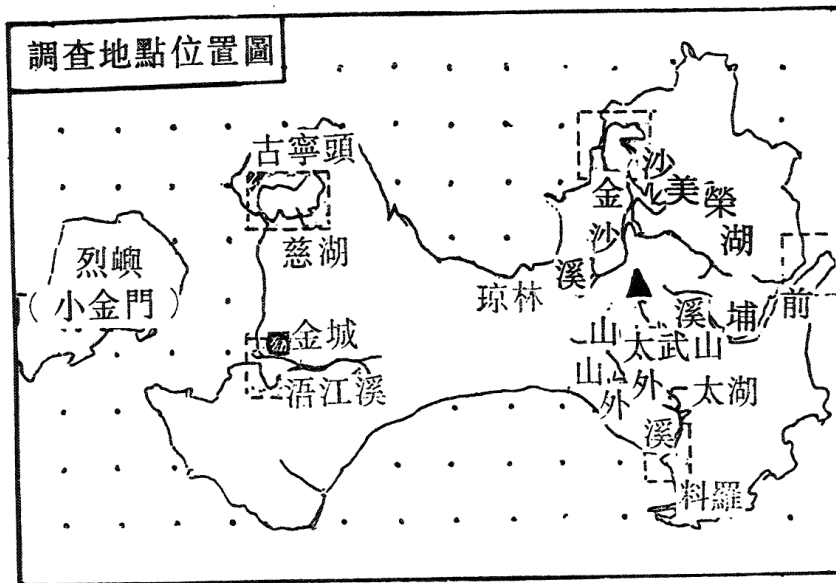 調查地點位置圖
古寧頭
慈湖
烈嶼
(小金門)
金城
浯江溪
瓊林
沙美
榮湖
金沙溪
前埔溪
太武山
山外
山外溪
太湖
料羅